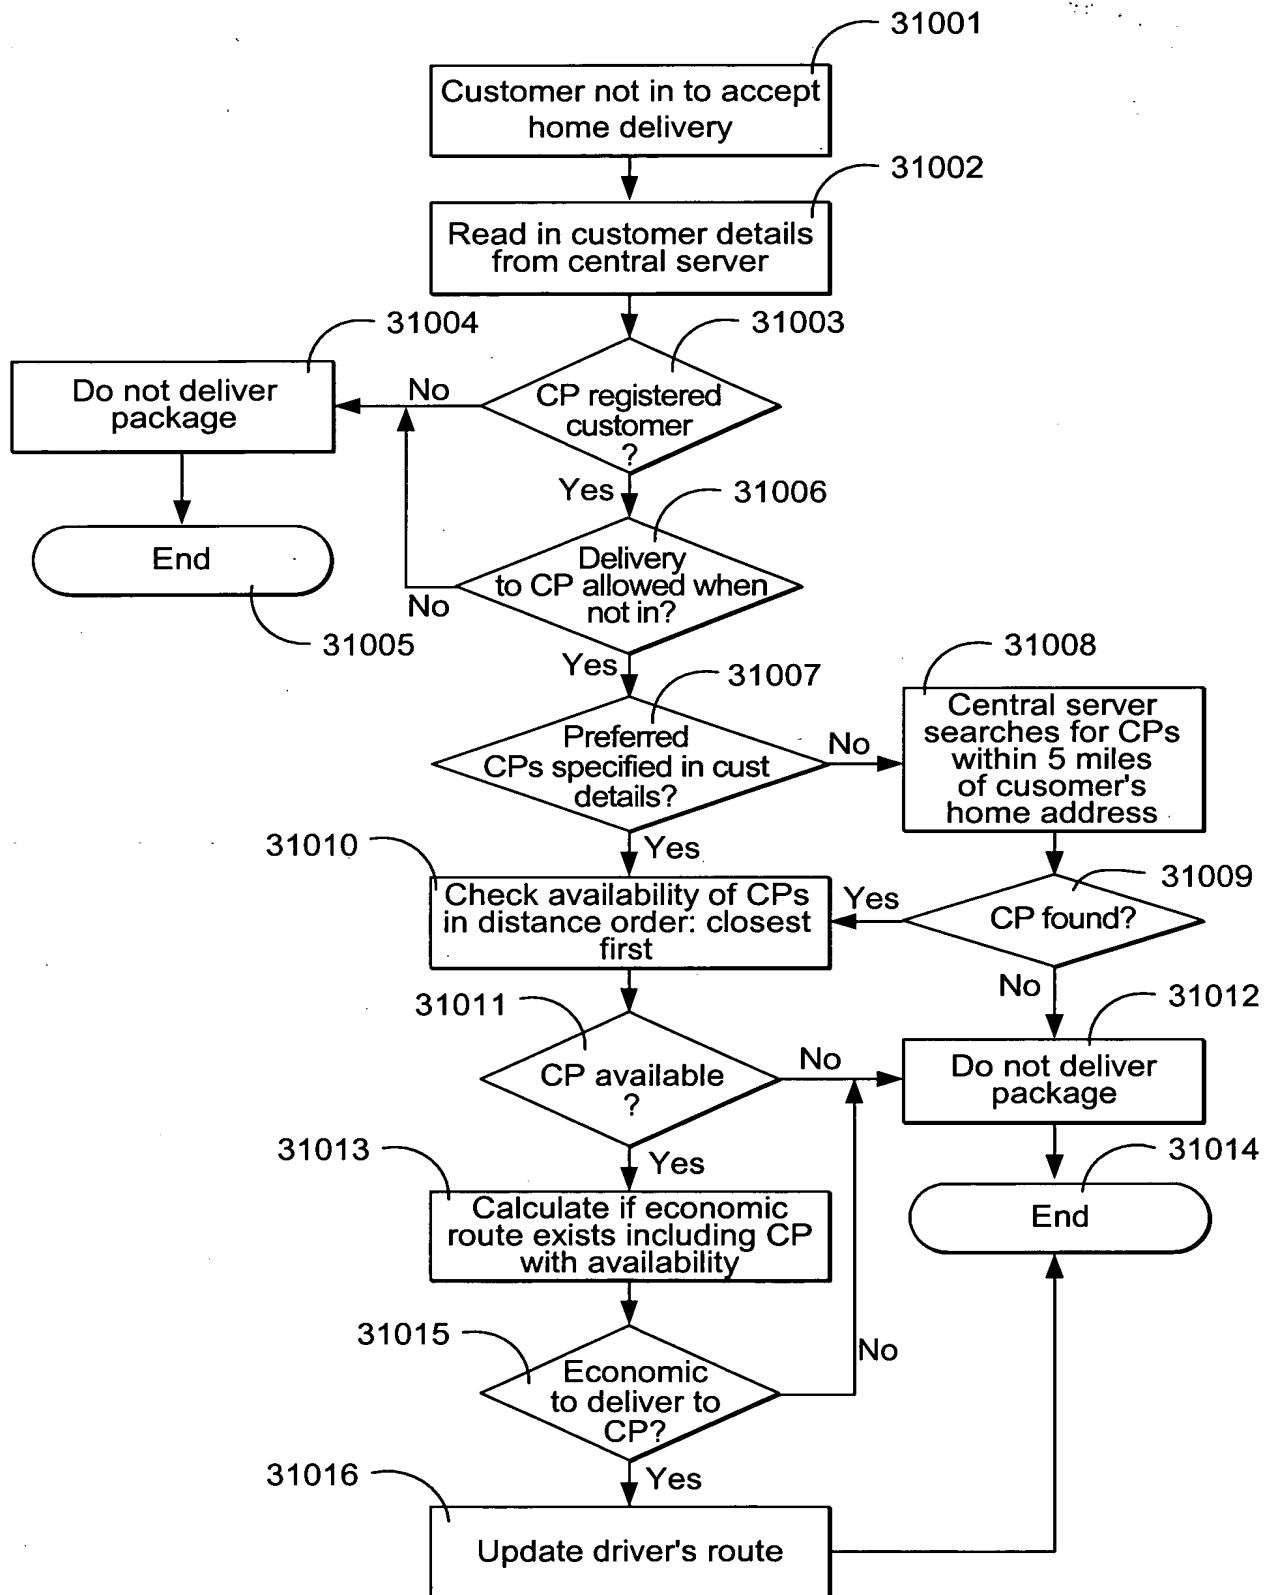 31001
Customer not in to accept
home delivery
31002
Read in customer details
from central server
31004
31003
Do not deliver
package
No
CP registered
customer
?
Yes
31006
End
Delivery
to CP allowed when
not in?
No
31005
Yes
31007
31008
Preferred
CPs specified in cust
details?
No
Central server
searches for CPs
within 5 miles
of cusomer's
home address
31010
Yes
31009
Check availability of CPs
in distance order: closest
first
Yes
CP found?
No
31011
31012
CP available
?
No
Do not deliver
package
31013
Yes
31014
Calculate if economic
route exists including CP
with availability
End
31015
Economic
to deliver to
CP?
No
31016
Yes
Update driver's route